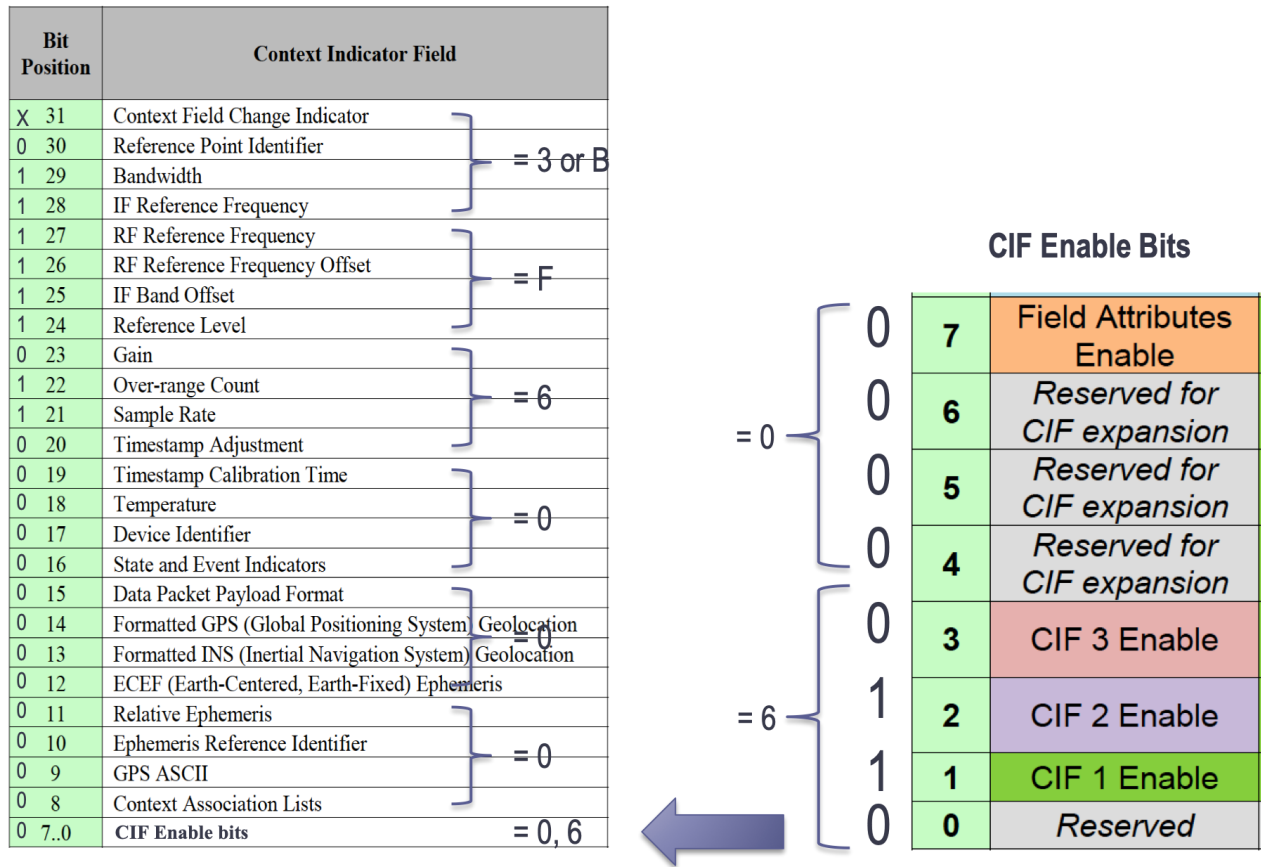 Bit Position Context Indicator Field
X 31 Context Field Change Indicator
0 30 Reference Point Identifier
= 3 or B
1 29 Bandwidth
1 28 IF Reference Frequency
1 27 RF Reference Frequency
1 26 RF Reference Frequency Offset
= F
1 25 IF Band Offset
1 24 Reference Level
0 23 Gain
1 22 Over-range Count
= 6
1 21 Sample Rate
0 20 Timestamp Adjustment
0 19 Timestamp Calibration Time
0 18 Temperature
= 0
0 17 Device Identifier
0 16 State and Event Indicators
0 15 Data Packet Payload Format
0 14 Formatted GPS (Global Positioning System) Geolocation
= 0
0 13 Formatted INS (Inertial Navigation System) Geolocation
0 12 ECEF (Earth-Centered, Earth-Fixed) Ephemeris
0 11 Relative Ephemeris
0 10 Ephemeris Reference Identifier
= 0
0 9 GPS ASCII
0 8 Context Association Lists
0 7..0 CIF Enable bits = 0, 6
CIF Enable Bits
0 7 Field Attributes
Enable
0 6 Reserved for
CIF expansion
= 0
0 5 Reserved for
CIF expansion
0 4 Reserved for
CIF expansion
0 3 CIF 3 Enable
= 6
1 2 CIF 2 Enable
1 1 CIF 1 Enable
0 0 Reserved